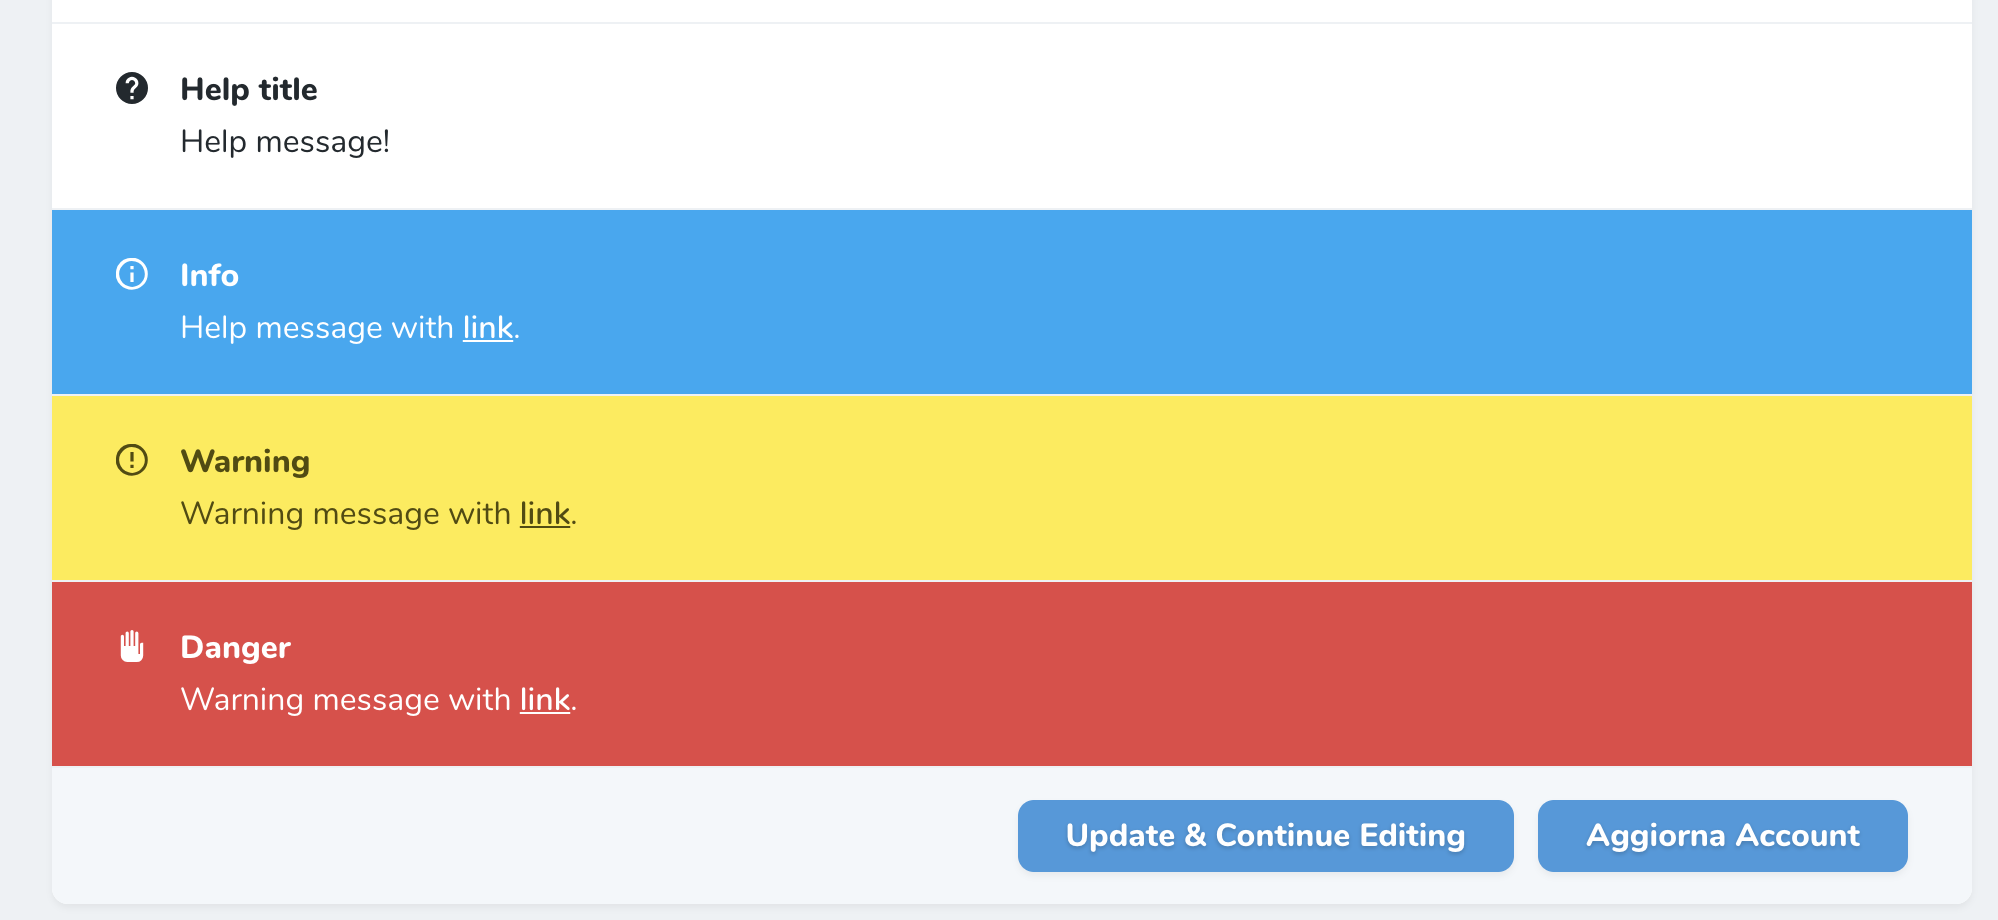 Help title
Help message!
Info
Help message with link.
Warning
Warning message with link.
Danger
Warning message with link.
Update & Continue Editing
Aggiorna Account